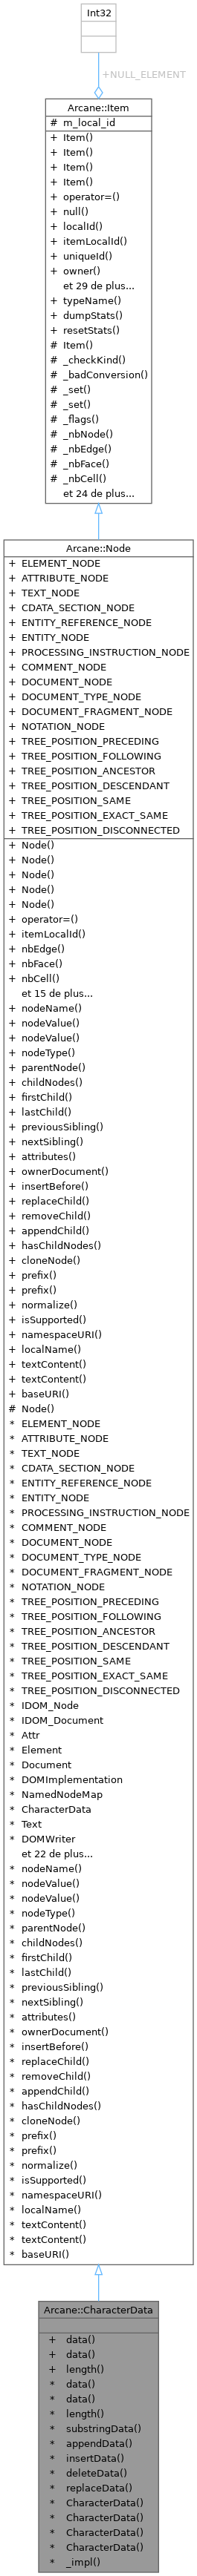 Int32
+NULL_ELEMENT
Arcane::Item
# m_local_id
+ Item()
+ Item()
+ Item()
+ Item()
+ operator=()
+ null()
+ localId()
+ itemLocalId()
+ uniqueId()
+ owner()
et 29 de plus...
+ typeName()
+ dumpStats()
+ resetStats()
# Item()
# _checkKind()
# _badConversion()
# _set()
# _set()
# _flags()
# _nbNode()
# _nbEdge()
# _nbFace()
# _nbCell()
et 24 de plus...
Arcane::Node
+ ELEMENT_NODE
+ ATTRIBUTE_NODE
+ TEXT_NODE
+ CDATA_SECTION_NODE
+ ENTITY_REFERENCE_NODE
+ ENTITY_NODE
+ PROCESSING_INSTRUCTION_NODE
+ COMMENT_NODE
+ DOCUMENT_NODE
+ DOCUMENT_TYPE_NODE
+ DOCUMENT_FRAGMENT_NODE
+ NOTATION_NODE
+ TREE_POSITION_PRECEDING
+ TREE_POSITION_FOLLOWING
+ TREE_POSITION_ANCESTOR
+ TREE_POSITION_DESCENDANT
+ TREE_POSITION_SAME
+ TREE_POSITION_EXACT_SAME
+ TREE_POSITION_DISCONNECTED
+ Node()
+ Node()
+ Node()
+ Node()
+ Node()
+ operator=()
+ itemLocalId()
+ nbEdge()
+ nbFace()
+ nbCell()
et 15 de plus...
+ nodeName()
+ nodeValue()
+ nodeValue()
+ nodeType()
+ parentNode()
+ childNodes()
+ firstChild()
+ lastChild()
+ previousSibling()
+ nextSibling()
+ attributes()
+ ownerDocument()
+ insertBefore()
+ replaceChild()
+ removeChild()
+ appendChild()
+ hasChildNodes()
+ cloneNode()
+ prefix()
+ prefix()
+ normalize()
+ isSupported()
+ namespaceURI()
+ localName()
+ textContent()
+ textContent()
+ baseURI()
# Node()
* ELEMENT_NODE
* ATTRIBUTE_NODE
* TEXT_NODE
* CDATA_SECTION_NODE
* ENTITY_REFERENCE_NODE
* ENTITY_NODE
* PROCESSING_INSTRUCTION_NODE
* COMMENT_NODE
* DOCUMENT_NODE
* DOCUMENT_TYPE_NODE
* DOCUMENT_FRAGMENT_NODE
* NOTATION_NODE
* TREE_POSITION_PRECEDING
* TREE_POSITION_FOLLOWING
* TREE_POSITION_ANCESTOR
* TREE_POSITION_DESCENDANT
* TREE_POSITION_SAME
* TREE_POSITION_EXACT_SAME
* TREE_POSITION_DISCONNECTED
* IDOM_Node
* IDOM_Document
* Attr
* Element
* Document
* DOMImplementation
* NamedNodeMap
* CharacterData
* Text
* DOMWriter
et 22 de plus...
* nodeName()
* nodeValue()
* nodeValue()
* nodeType()
* parentNode()
* childNodes()
* firstChild()
* lastChild()
* previousSibling()
* nextSibling()
* attributes()
* ownerDocument()
* insertBefore()
* replaceChild()
* removeChild()
* appendChild()
* hasChildNodes()
* cloneNode()
* prefix()
* prefix()
* normalize()
* isSupported()
* namespaceURI()
* localName()
* textContent()
* textContent()
* baseURI()
Arcane::CharacterData
+ data()
+ data()
+ length()
* data()
* data()
* length()
* substringData()
* appendData()
* insertData()
* deleteData()
* replaceData()
* CharacterData()
* CharacterData()
* CharacterData()
* CharacterData()
* _impl()